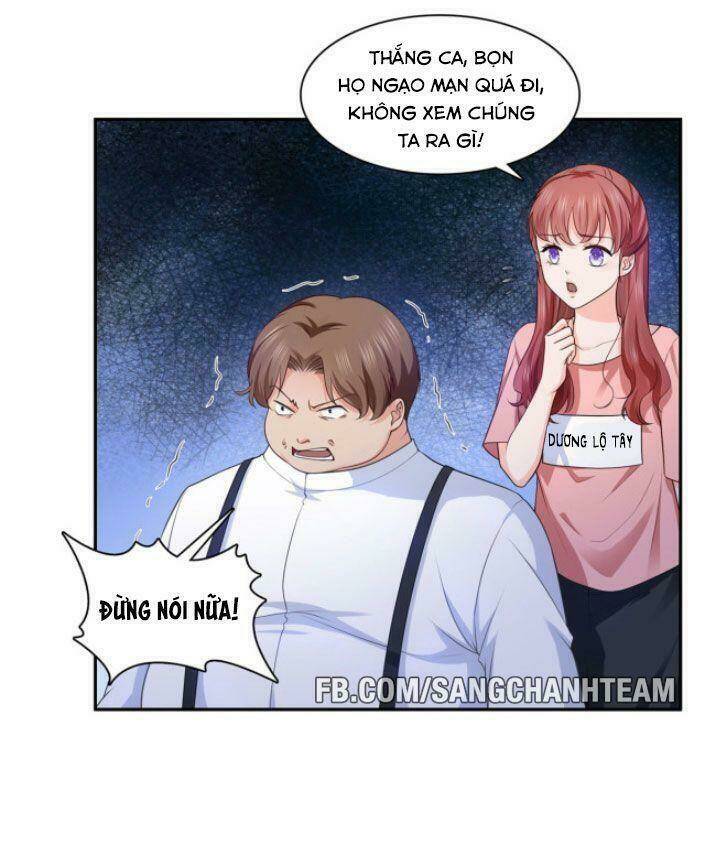 THẮNG CA, BỌN
HỌ NGẠO MẠN QUÁ ĐI,
KHÔNG XEM CHÚNG
TA RA GÌ!
DƯƠNG LỘ TÂY
ĐỪNG NÓI NỮA!
FB.COM/SANGCHANHTEAM